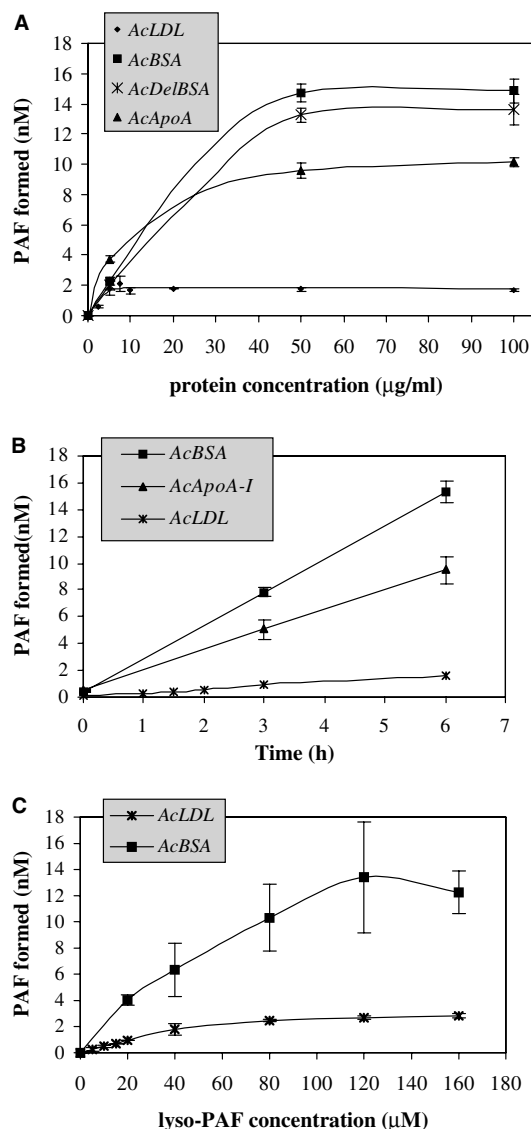 A
AcLDL
AcBSA
AcDelBSA
AcApoA
18
16
14
12
10
8
6
4
2
0
PAF formed (nM)
0 10 20 30 40 50 60 70 80 90 100
protein concentration (μg/ml)
B
AcBSA
AcApoA-I
AcLDL
18
16
14
12
10
8
6
4
2
0
PAF formed(nM)
0 1 2 3 4 5 6 7
Time (h)
C
AcLDL
AcBSA
18
16
14
12
10
8
6
4
2
0
PAF formed (nM)
0 20 40 60 80 100 120 140 160 180
lyso-PAF concentration (μM)